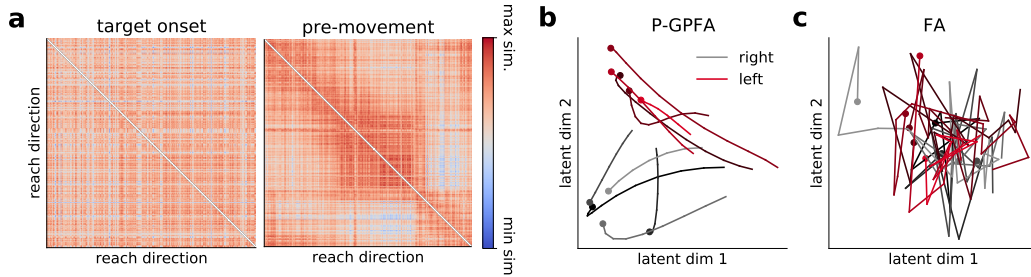 a
target onset
reach direction
reach direction
pre-movement
reach direction
max sim.
min sim
b
P-GPFA
right
left
latent dim 2
latent dim 1
c
FA
latent dim 2
latent dim 1